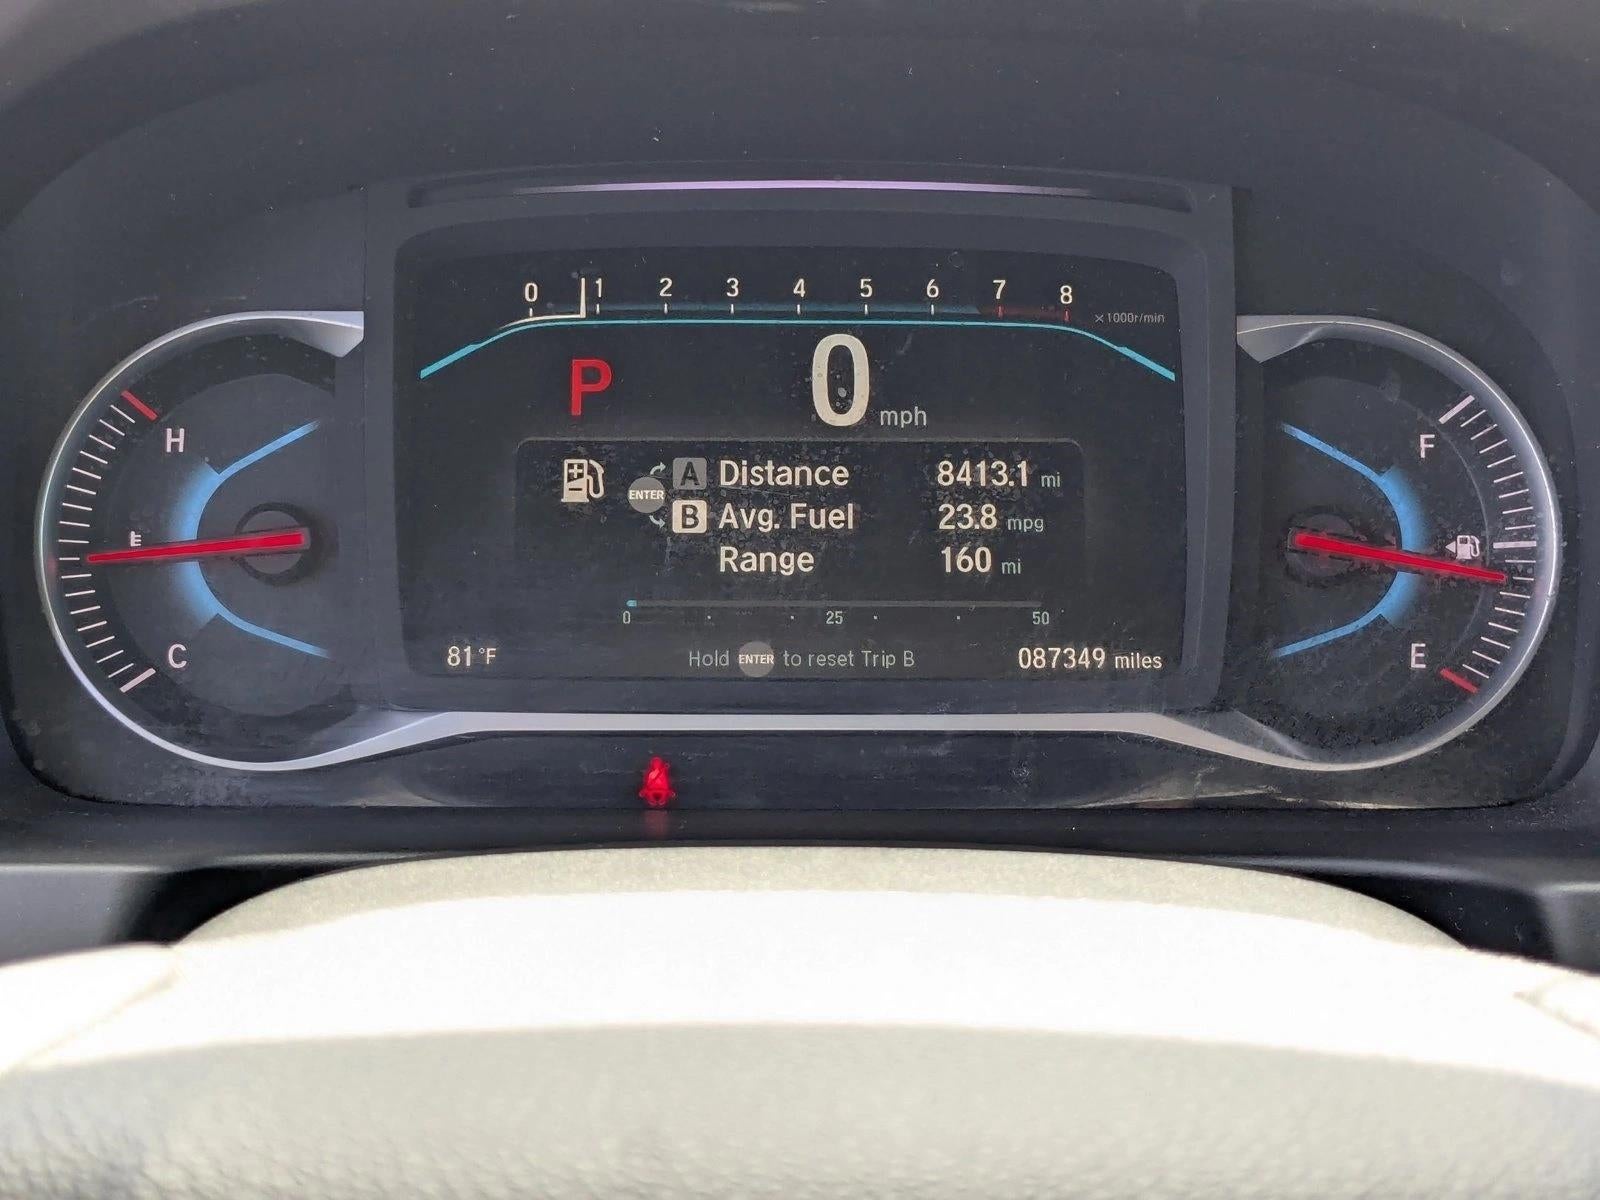 0 1 2 3 4 5 6 7 8
×1000r/min
P 0 mph
H
F
ENTER A Distance 8413.1 mi
B Avg. Fuel 23.8 mpg
Range 160 mi
0 25 50
C
E
81°F Hold ENTER to reset Trip B 087349 miles